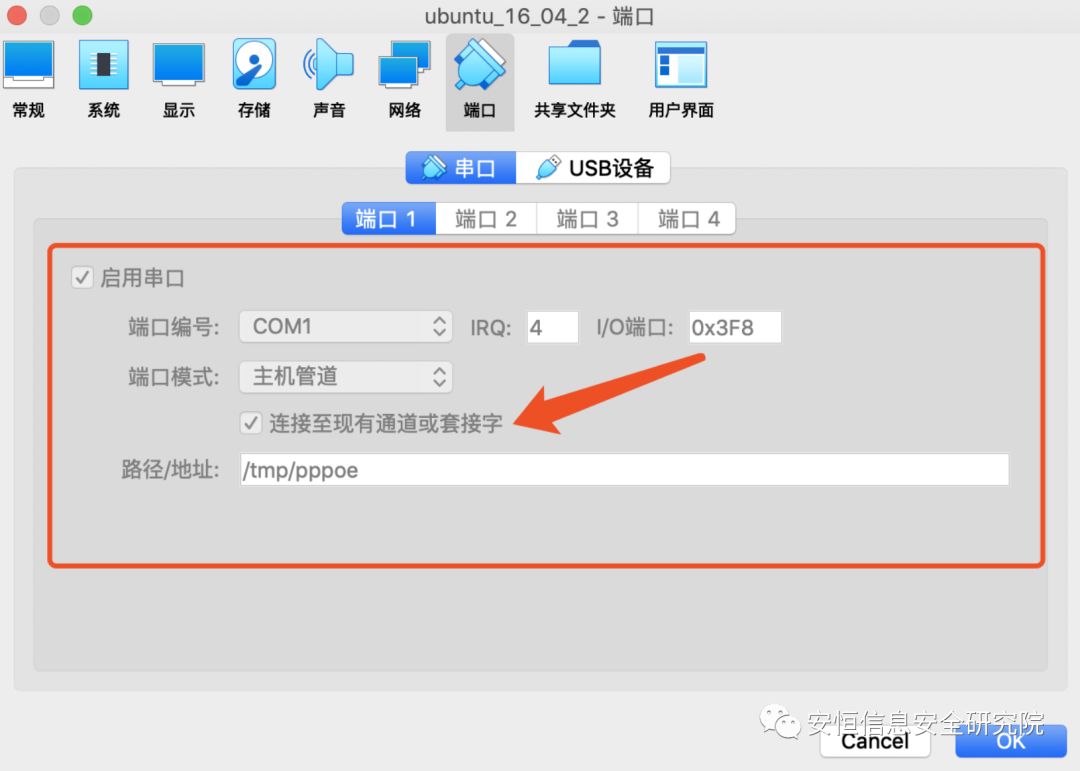 ubuntu_16_04_2 - 端口
常规 系统 显示 存储 声音 网络 端口 共享文件夹 用户界面
串口 USB设备
端口 1 端口 2 端口 3 端口 4
启用串口
端口编号: COM1 IRQ: 4 I/O端口: 0x3F8
端口模式: 主机管道
连接至现有通道或套接字
路径/地址: /tmp/pppoe
安恒信息安全研究院
Cancel OK